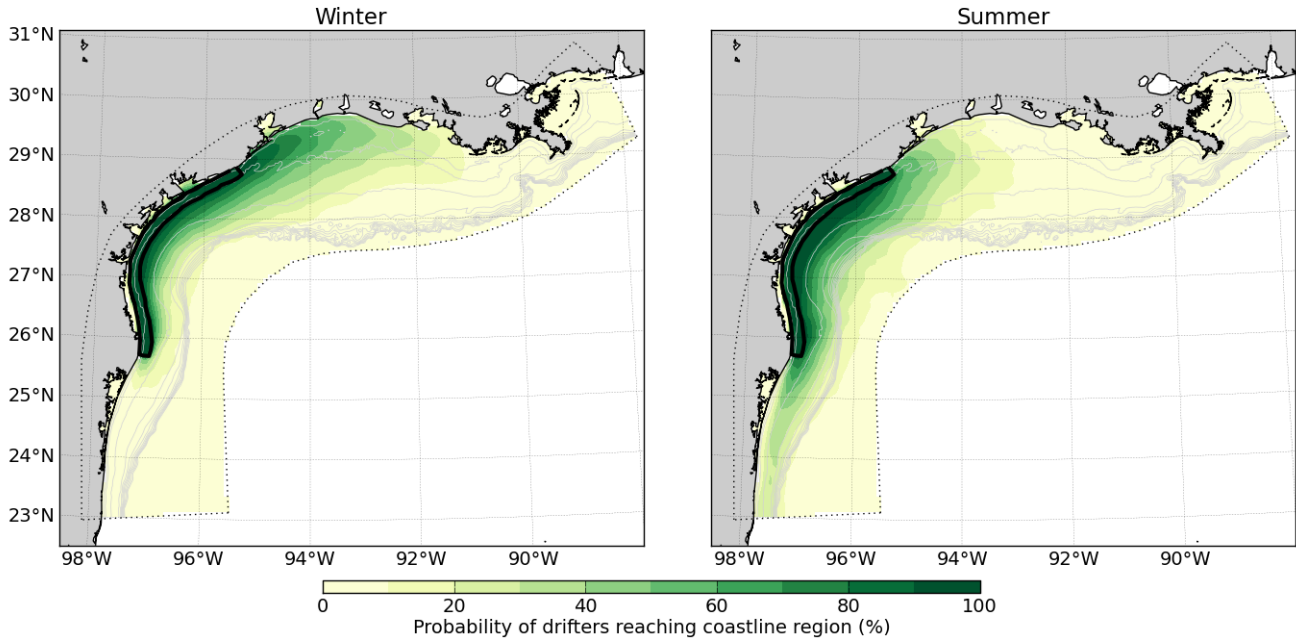 Winter
Summer
31°N
30°N
29°N
28°N
27°N
26°N
25°N
24°N
23°N
98°W 96°W 94°W 92°W 90°W
98°W 96°W 94°W 92°W 90°W
0 20 40 60 80 100
Probability of drifters reaching coastline region (%)